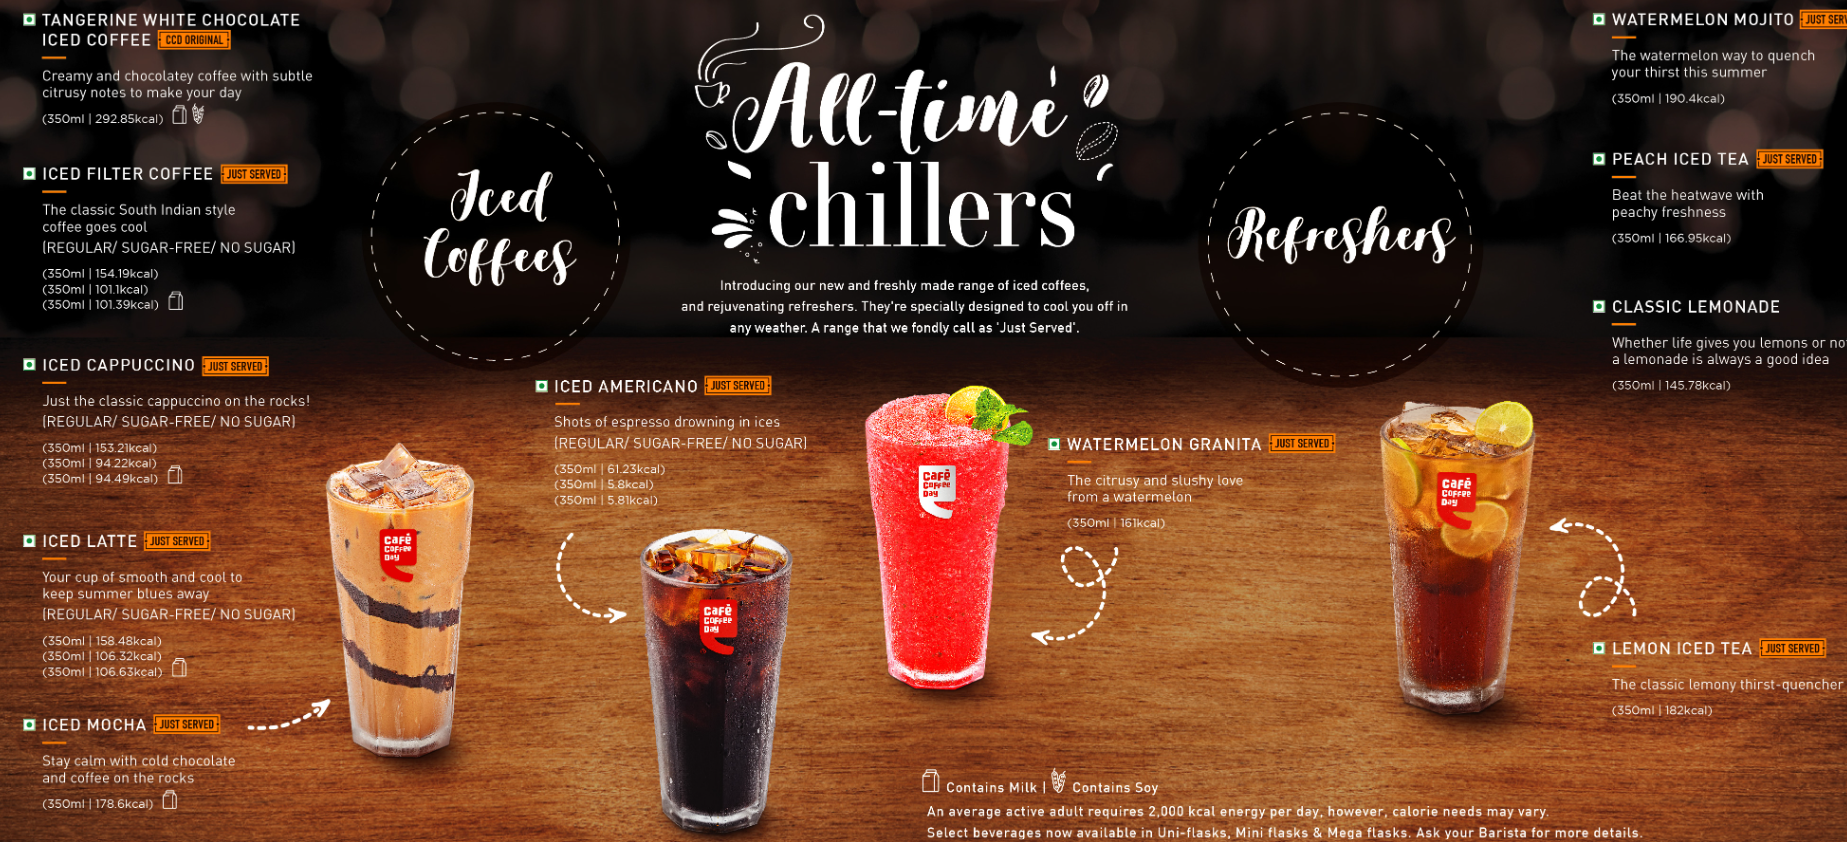 TANGERINE WHITE CHOCOLATE
ICED COFFEE CCD ORIGINAL
Creamy and chocolatey coffee with subtle
citrusy notes to make your day
(350ml | 292.85kcal)
ICED FILTER COFFEE JUST SERVED
The classic South Indian style
coffee goes cool
(REGULAR/ SUGAR-FREE/ NO SUGAR)
(350ml | 154.19kcal)
(350ml | 101.1kcal)
(350ml | 101.39kcal)
ICED CAPPUCCINO JUST SERVED
Just the classic cappuccino on the rocks!
(REGULAR/ SUGAR-FREE/ NO SUGAR)
(350ml | 153.21kcal)
(350ml | 94.22kcal)
(350ml | 94.49kcal)
ICED LATTE JUST SERVED
Your cup of smooth and cool to
keep summer blues away
(REGULAR/ SUGAR-FREE/ NO SUGAR)
(350ml | 158.48kcal)
(350ml | 106.32kcal)
(350ml | 106.63kcal)
ICED MOCHA JUST SERVED
Stay calm with cold chocolate
and coffee on the rocks
(350ml | 178.6kcal)
Iced
Coffees
Café
Coffee
Day
All-time
chillers
Introducing our new and freshly made range of iced coffees,
and rejuvenating refreshers. They're specially designed to cool you off in
any weather. A range that we fondly call as 'Just Served'.
ICED AMERICANO JUST SERVED
Shots of espresso drowning in ices
(REGULAR/ SUGAR-FREE/ NO SUGAR)
(350ml | 61.23kcal)
(350ml | 5.8kcal)
(350ml | 5.81kcal)
Café
Coffee
Day
Café
Coffee
Day
WATERMELON GRANITA JUST SERVED
The citrusy and slushy love
from a watermelon
(350ml | 161kcal)
Refreshers
Café
Coffee
Day
WATERMELON MOJITO JUST SERV
The watermelon way to quench
your thirst this summer
(350ml | 190.4kcal)
PEACH ICED TEA JUST SERVED
Beat the heatwave with
peachy freshness
(350ml | 166.95kcal)
CLASSIC LEMONADE
Whether life gives you lemons or no
a lemonade is always a good idea
(350ml | 145.78kcal)
LEMON ICED TEA JUST SERVED
The classic lemony thirst-quencher
(350ml | 182kcal)
Contains Milk | Contains Soy
An average active adult requires 2,000 kcal energy per day, however, calorie needs may vary.
Select beverages now available in Uni-flasks, Mini flasks & Mega flasks. Ask your Barista for more details.